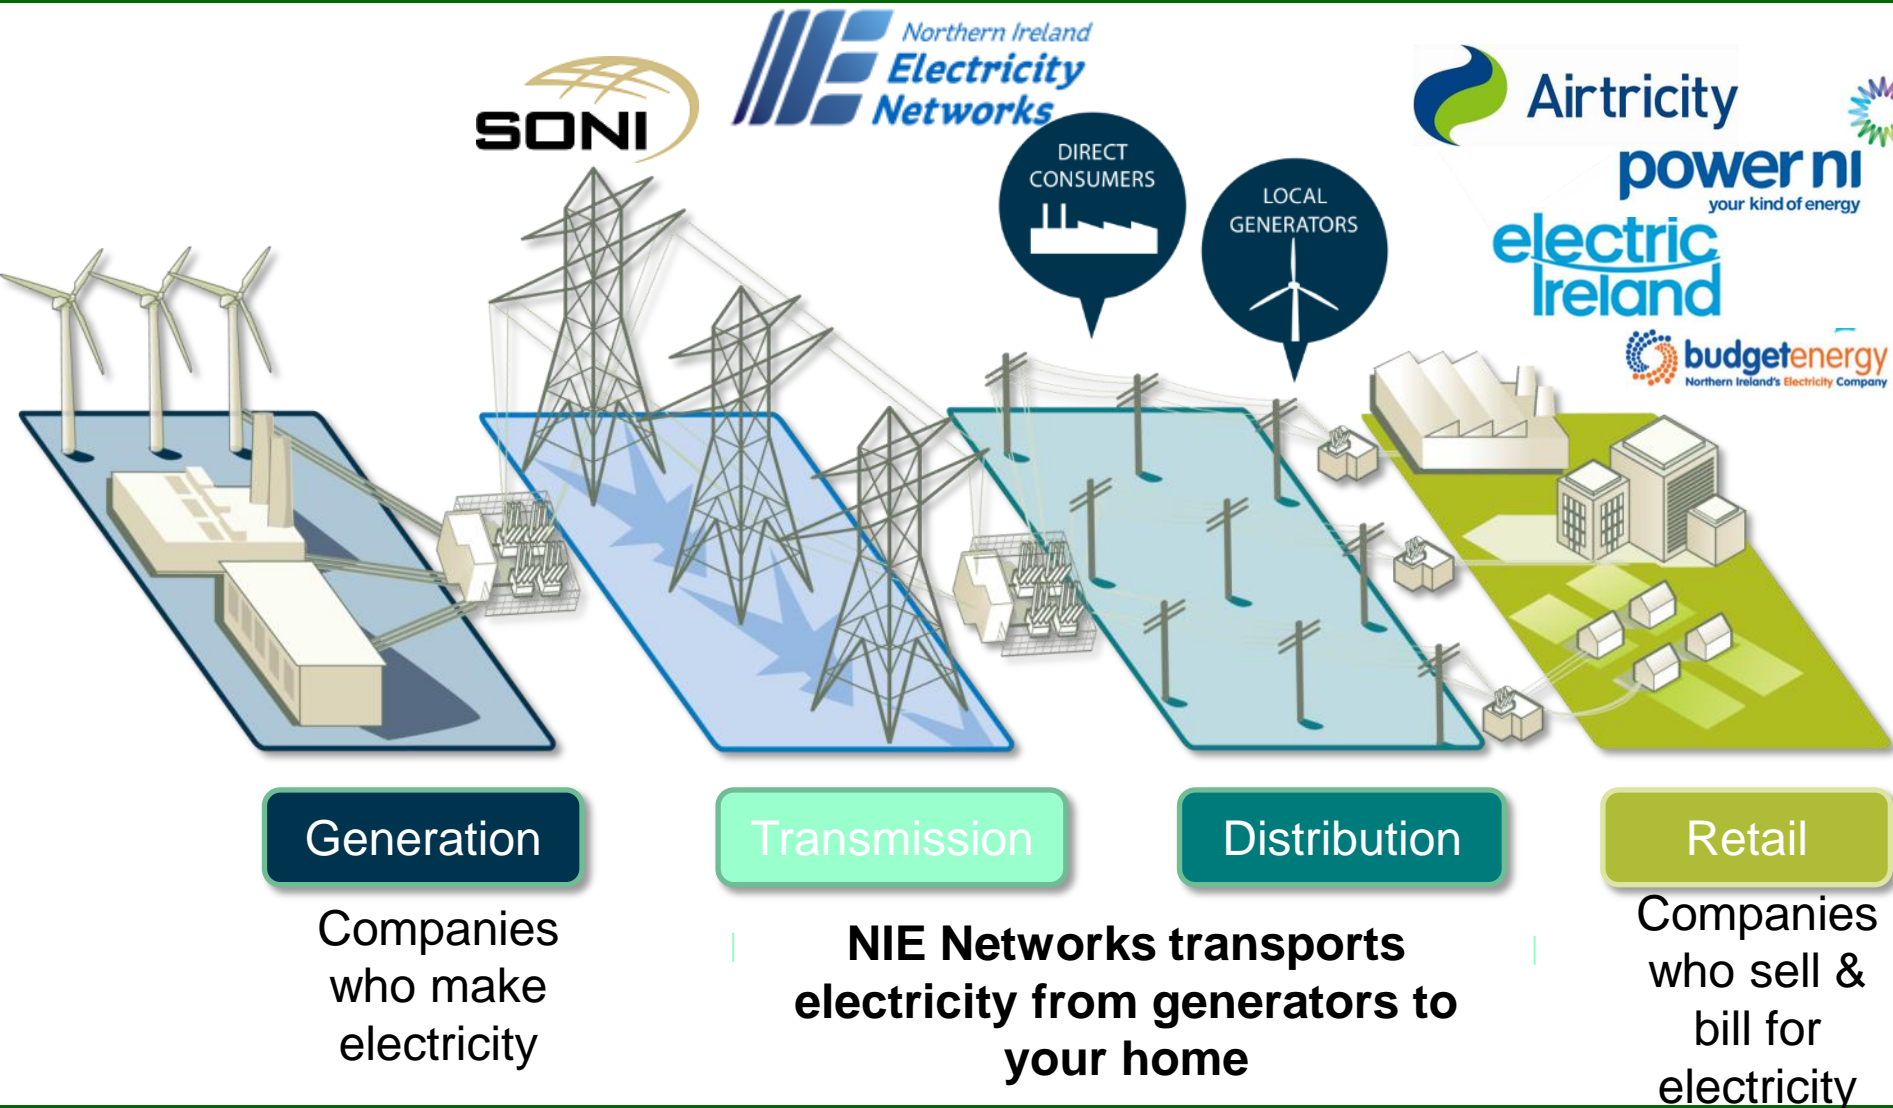 SONI
Northern Ireland
Electricity
Networks
DIRECT
CONSUMERS
LOCAL
GENERATORS
Airtricity
power ni
your kind of energy
electric
Ireland
budgetenergy
Northern Ireland's Electricity Company
Generation
Transmission
Distribution
Retail
Companies
who make
electricity
NIE Networks transports
electricity from generators to
your home
Companies
who sell &
bill for
electricity